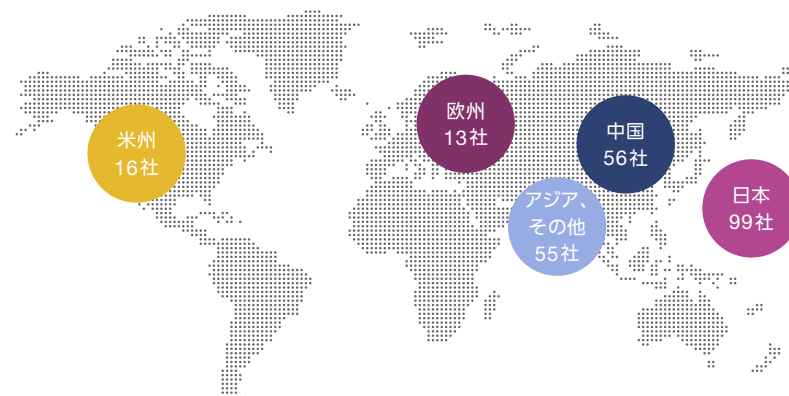 米州
16社
欧州
13社
中国
56社
アジア、
その他
55社
日本
99社